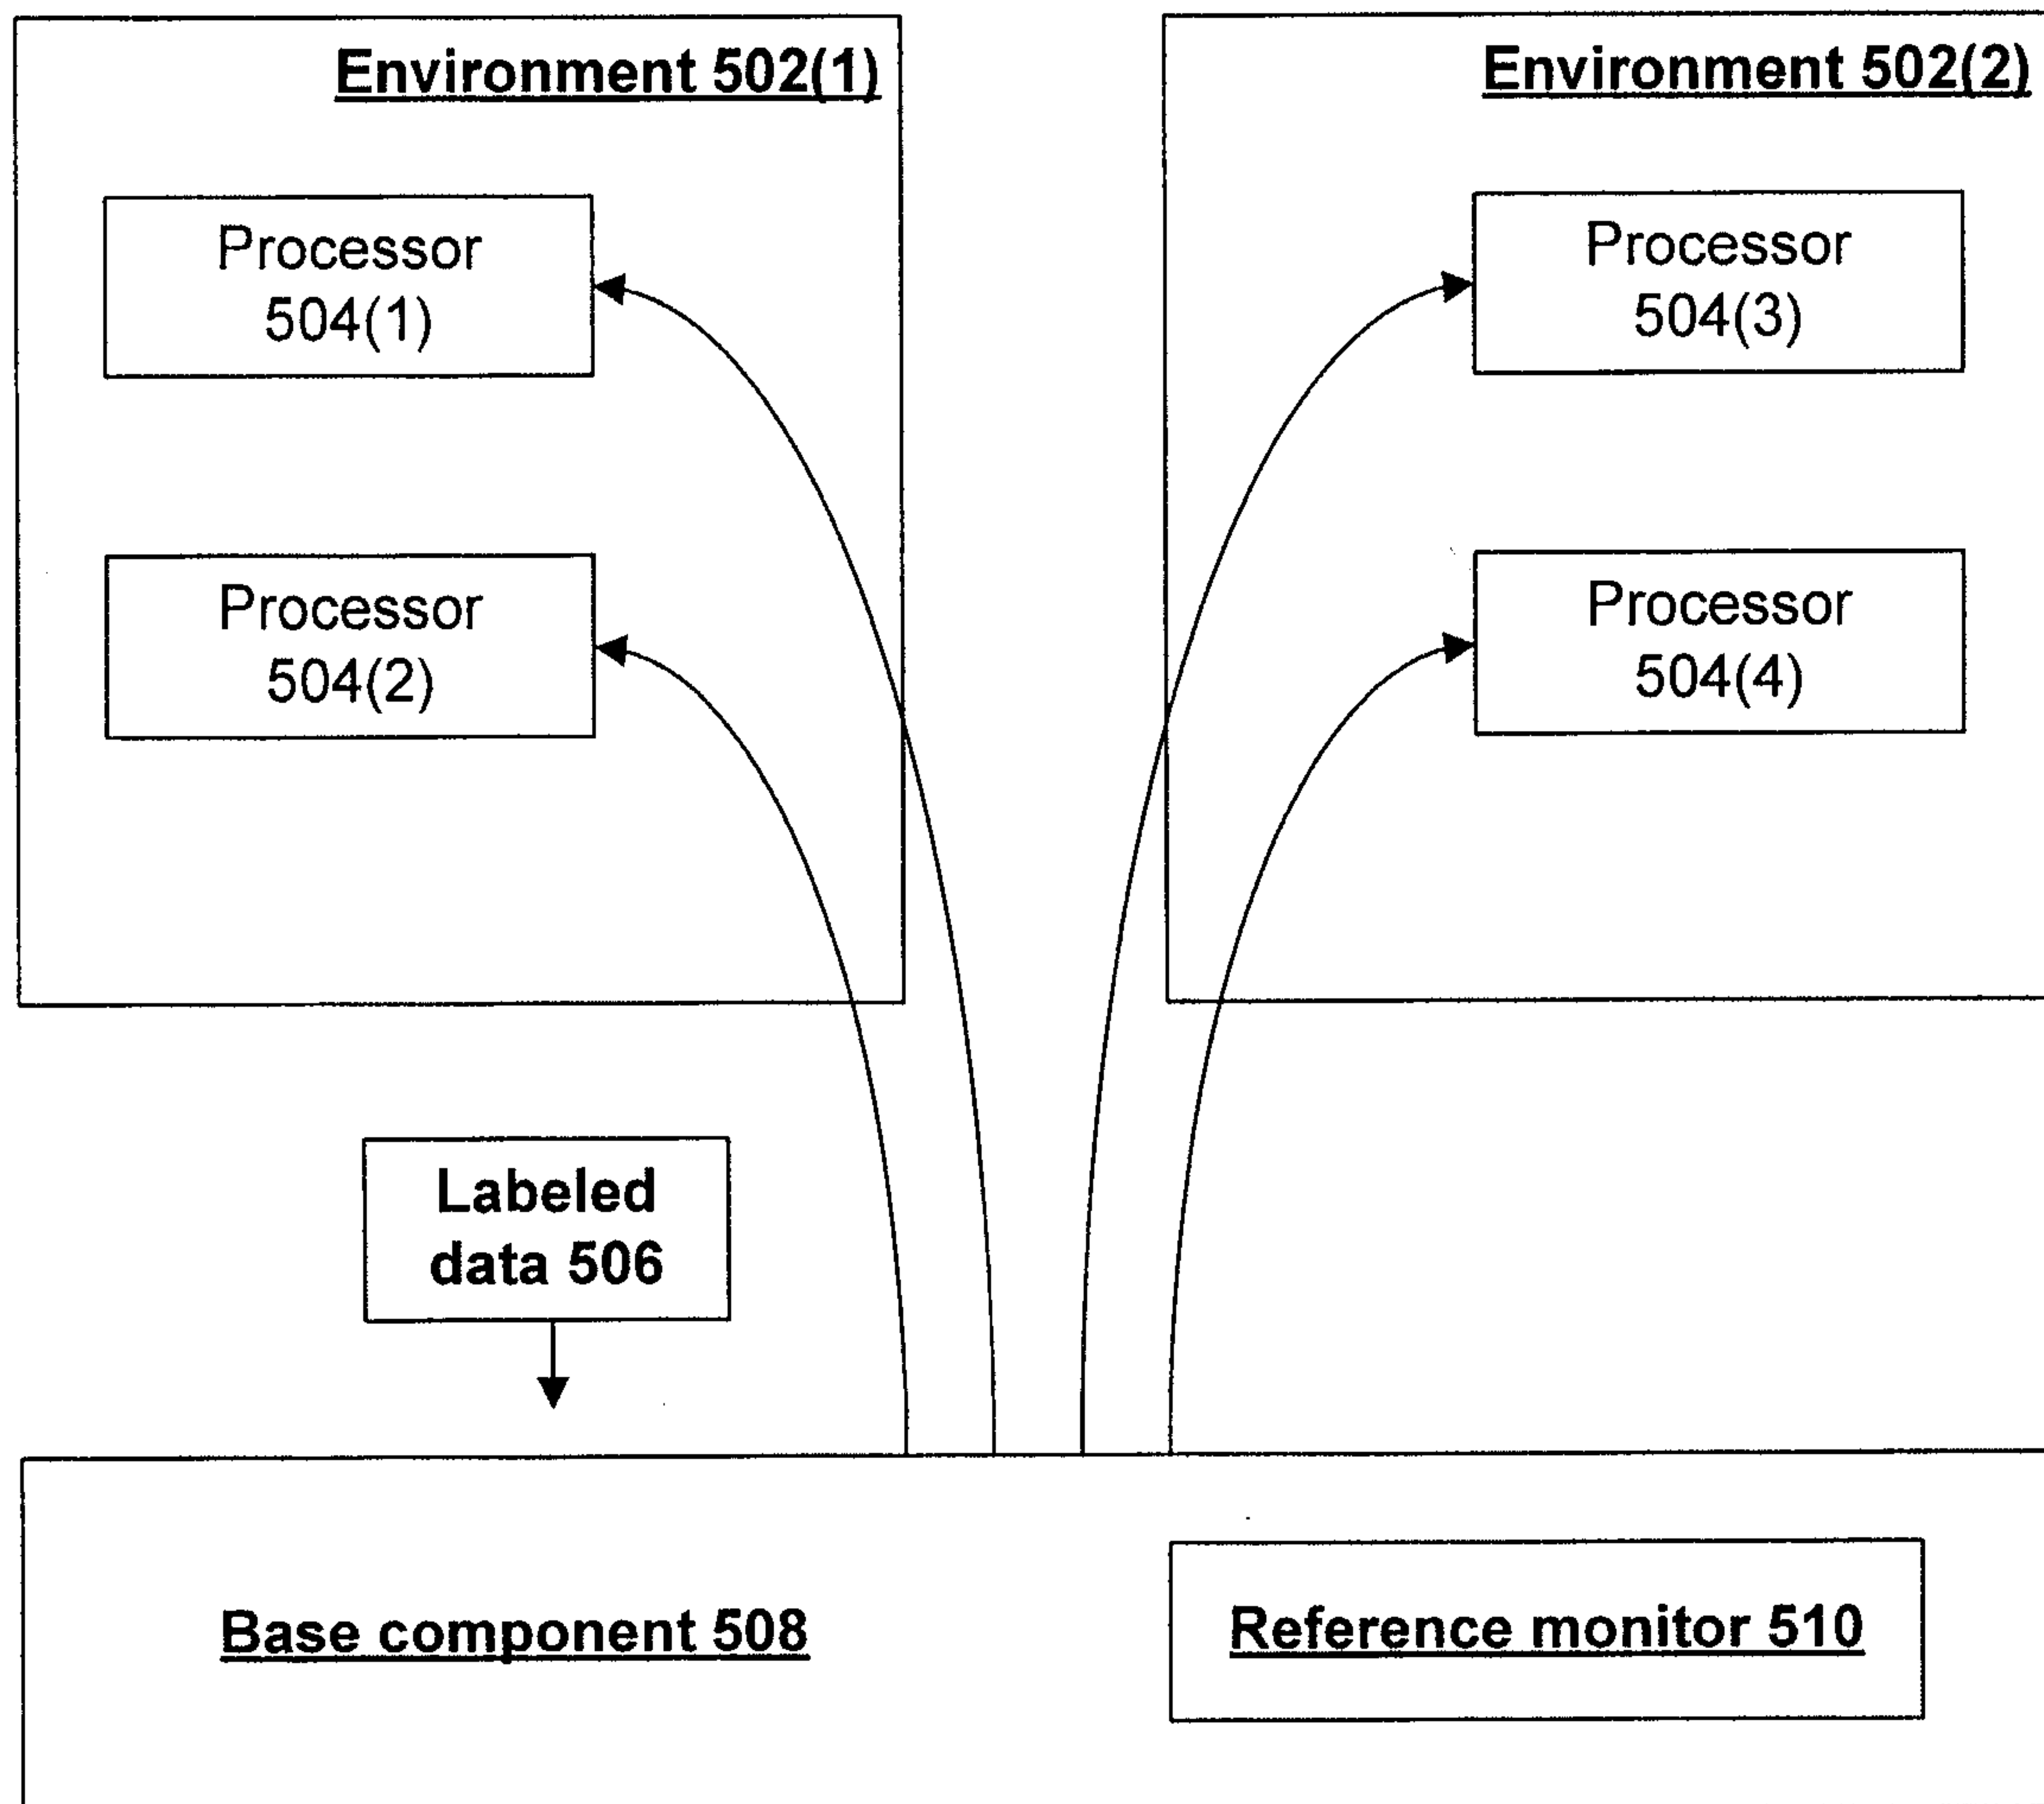 Environment 502(1)
Environment 502(2)
Processor
504(1)
Processor
504(3)
Processor
504(2)
Processor
504(4)
Labeled
data 506
Base component 508
Reference monitor 510